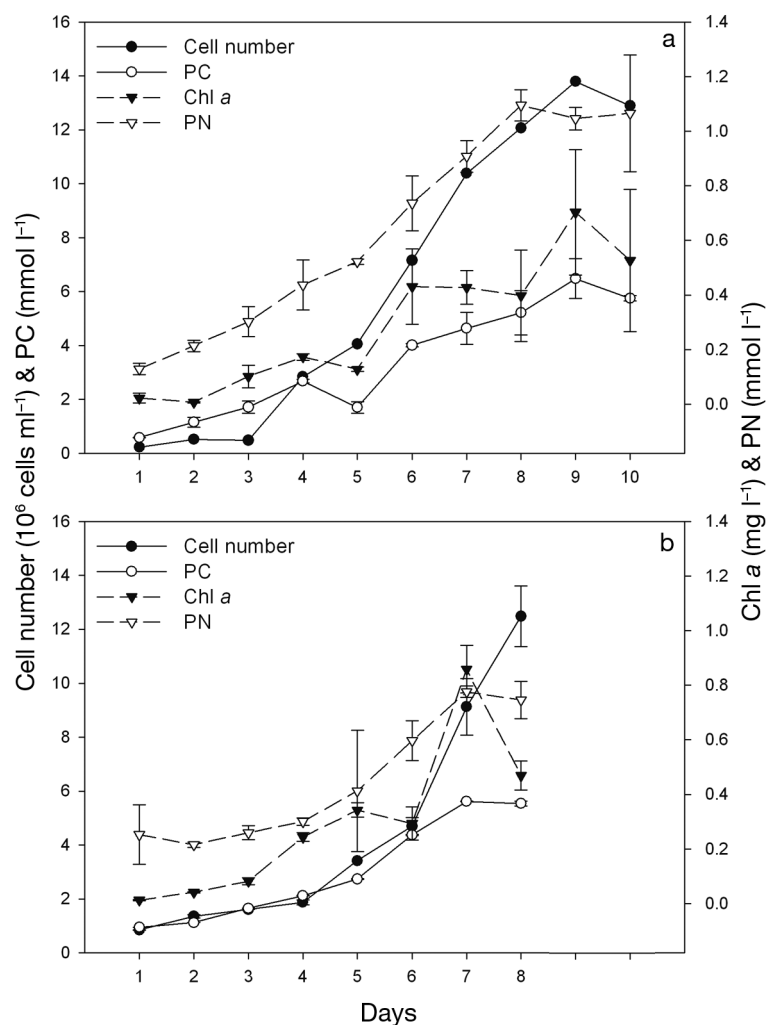 a
Cell number
PC
Chl a
PN
16
14
12
10
8
6
4
2
0
1.4
1.2
1.0
0.8
0.6
0.4
0.2
0.0
1 2 3 4 5 6 7 8 9 10
b
Cell number
PC
Chl a
PN
16
14
12
10
8
6
4
2
0
1.4
1.2
1.0
0.8
0.6
0.4
0.2
0.0
1 2 3 4 5 6 7 8
Days
Cell number (10⁶ cells ml⁻¹) & PC (mmol l⁻¹)
Chl a (mg l⁻¹) & PN (mmol l⁻¹)